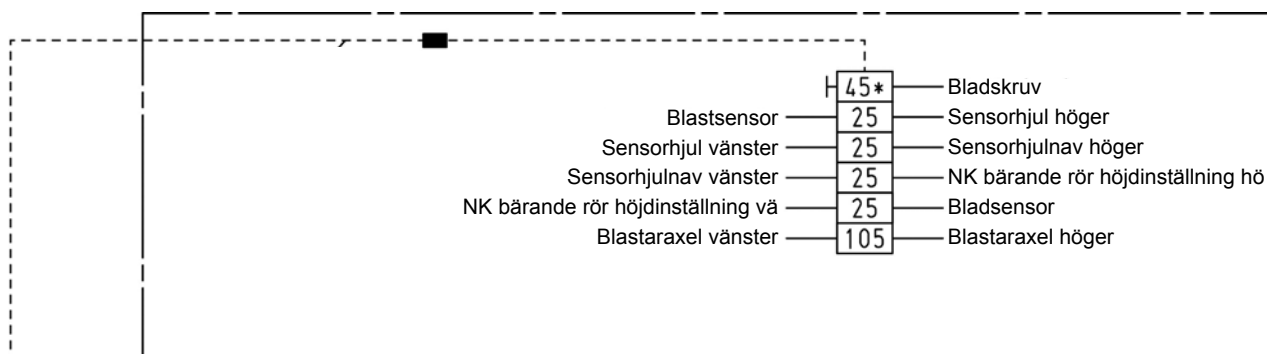 45* Bladskruv
Blastsensor 25 Sensorhjul höger
Sensorhjul vänster 25 Sensorhjulnav höger
Sensorhjulnav vänster 25 NK bärande rör höjdinställning hö
NK bärande rör höjdinställning vä 25 Bladsensor
Blastaraxel vänster 105 Blastaraxel höger